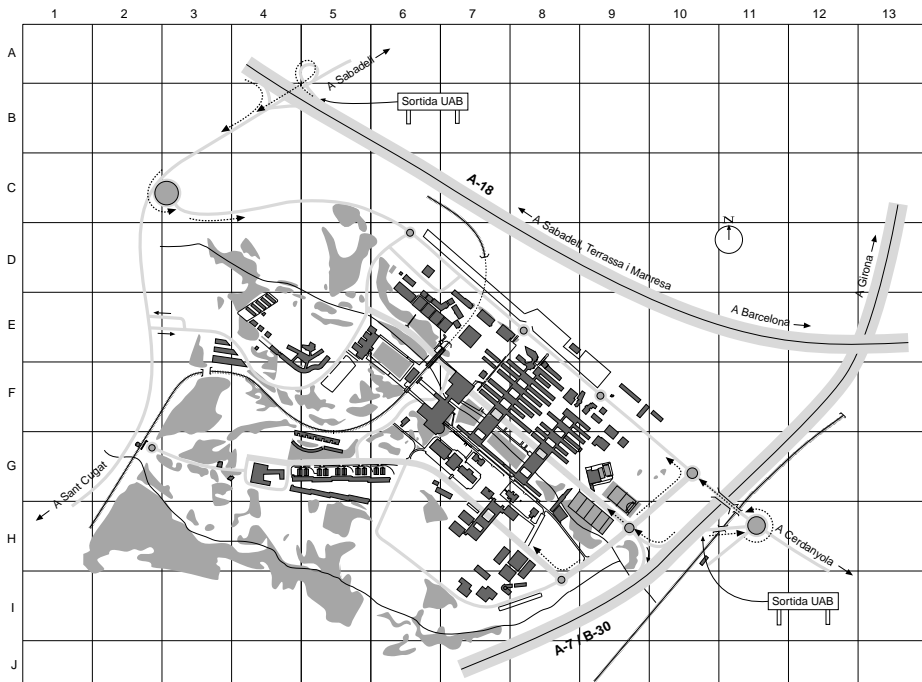 1 2 3 4 5 6 7 8 9 10 11 12 13
A
A Sabadell
B
Sortida UAB
C
A-18
D
A Sabadell, Terrassa i Manresa
N
A Girona
E
A Barcelona
F
G
A Sant Cugat
H
A Cerdanyola
I
Sortida UAB
A-7 / B-30
J